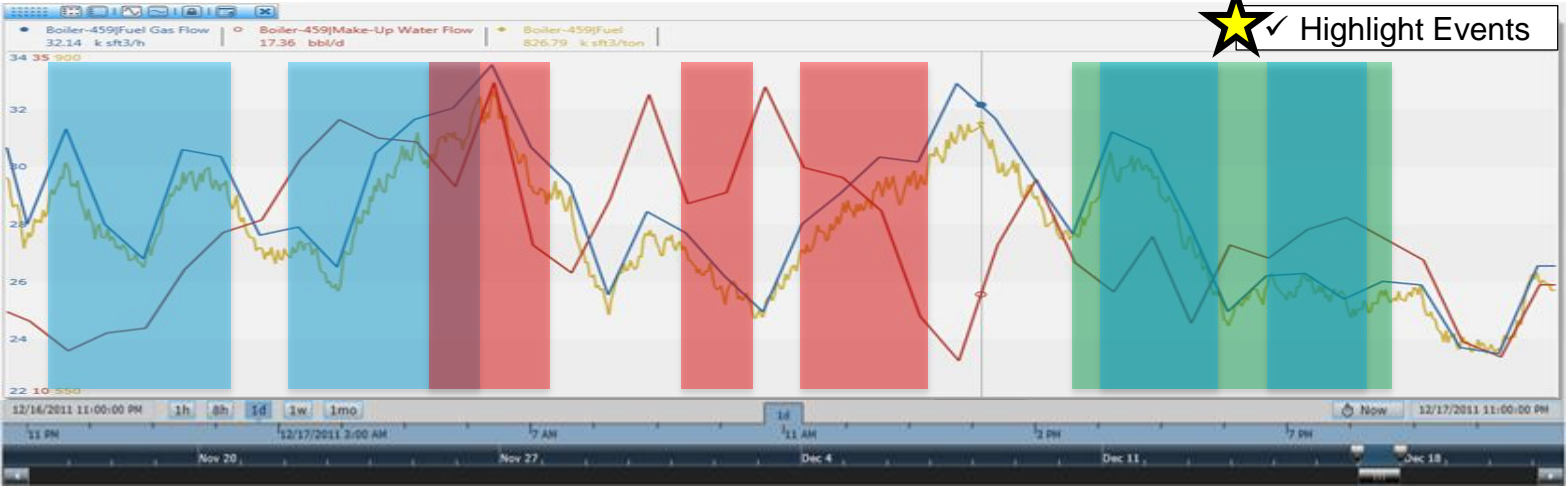 ✓ Highlight Events
Boiler-459|Fuel Gas Flow
32.14 k sft3/h
Boiler-459|Make-Up Water Flow
17.36 bbl/d
Boiler-459|Fuel
826.79 k sft3/ton
34 35 900
32
30
28
26
24
22 10 550
12/16/2011 11:00:00 PM 1h 8h 1d 1w 1mo 1d Now 12/17/2011 11:00:00 PM
11 PM 12/17/2011 3:00 AM 7 AM 11 AM 3 PM 7 PM
Nov 20 Nov 27 Dec 4 Dec 11 Dec 18